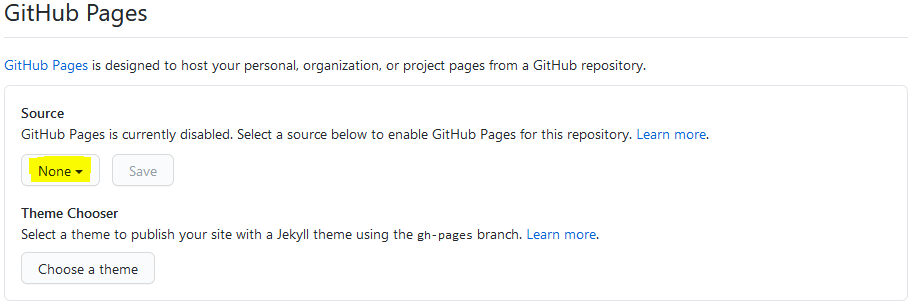 GitHub Pages
GitHub Pages is designed to host your personal, organization, or project pages from a GitHub repository.
Source
GitHub Pages is currently disabled. Select a source below to enable GitHub Pages for this repository. Learn more.
None Save
Theme Chooser
Select a theme to publish your site with a Jekyll theme using the gh-pages branch. Learn more.
Choose a theme